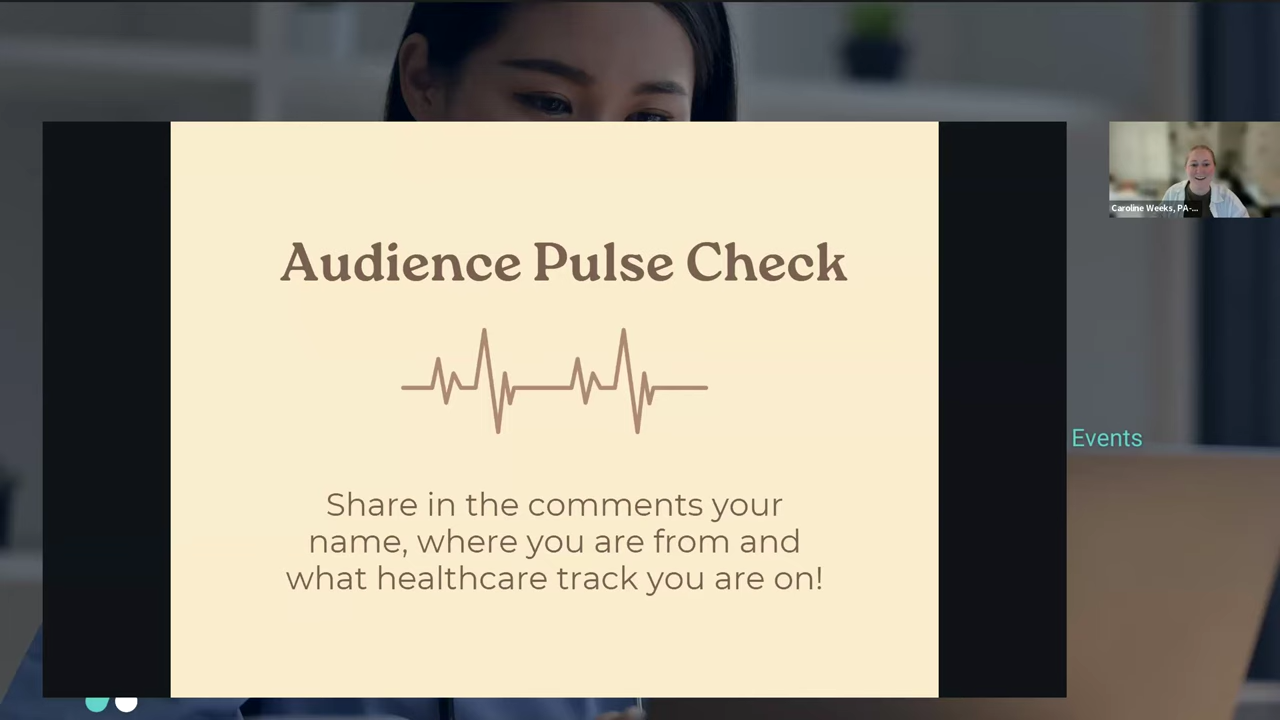 Audience Pulse Check
Caroline Weeks, PA-...
Events
Share in the comments your
name, where you are from and
what healthcare track you are on!